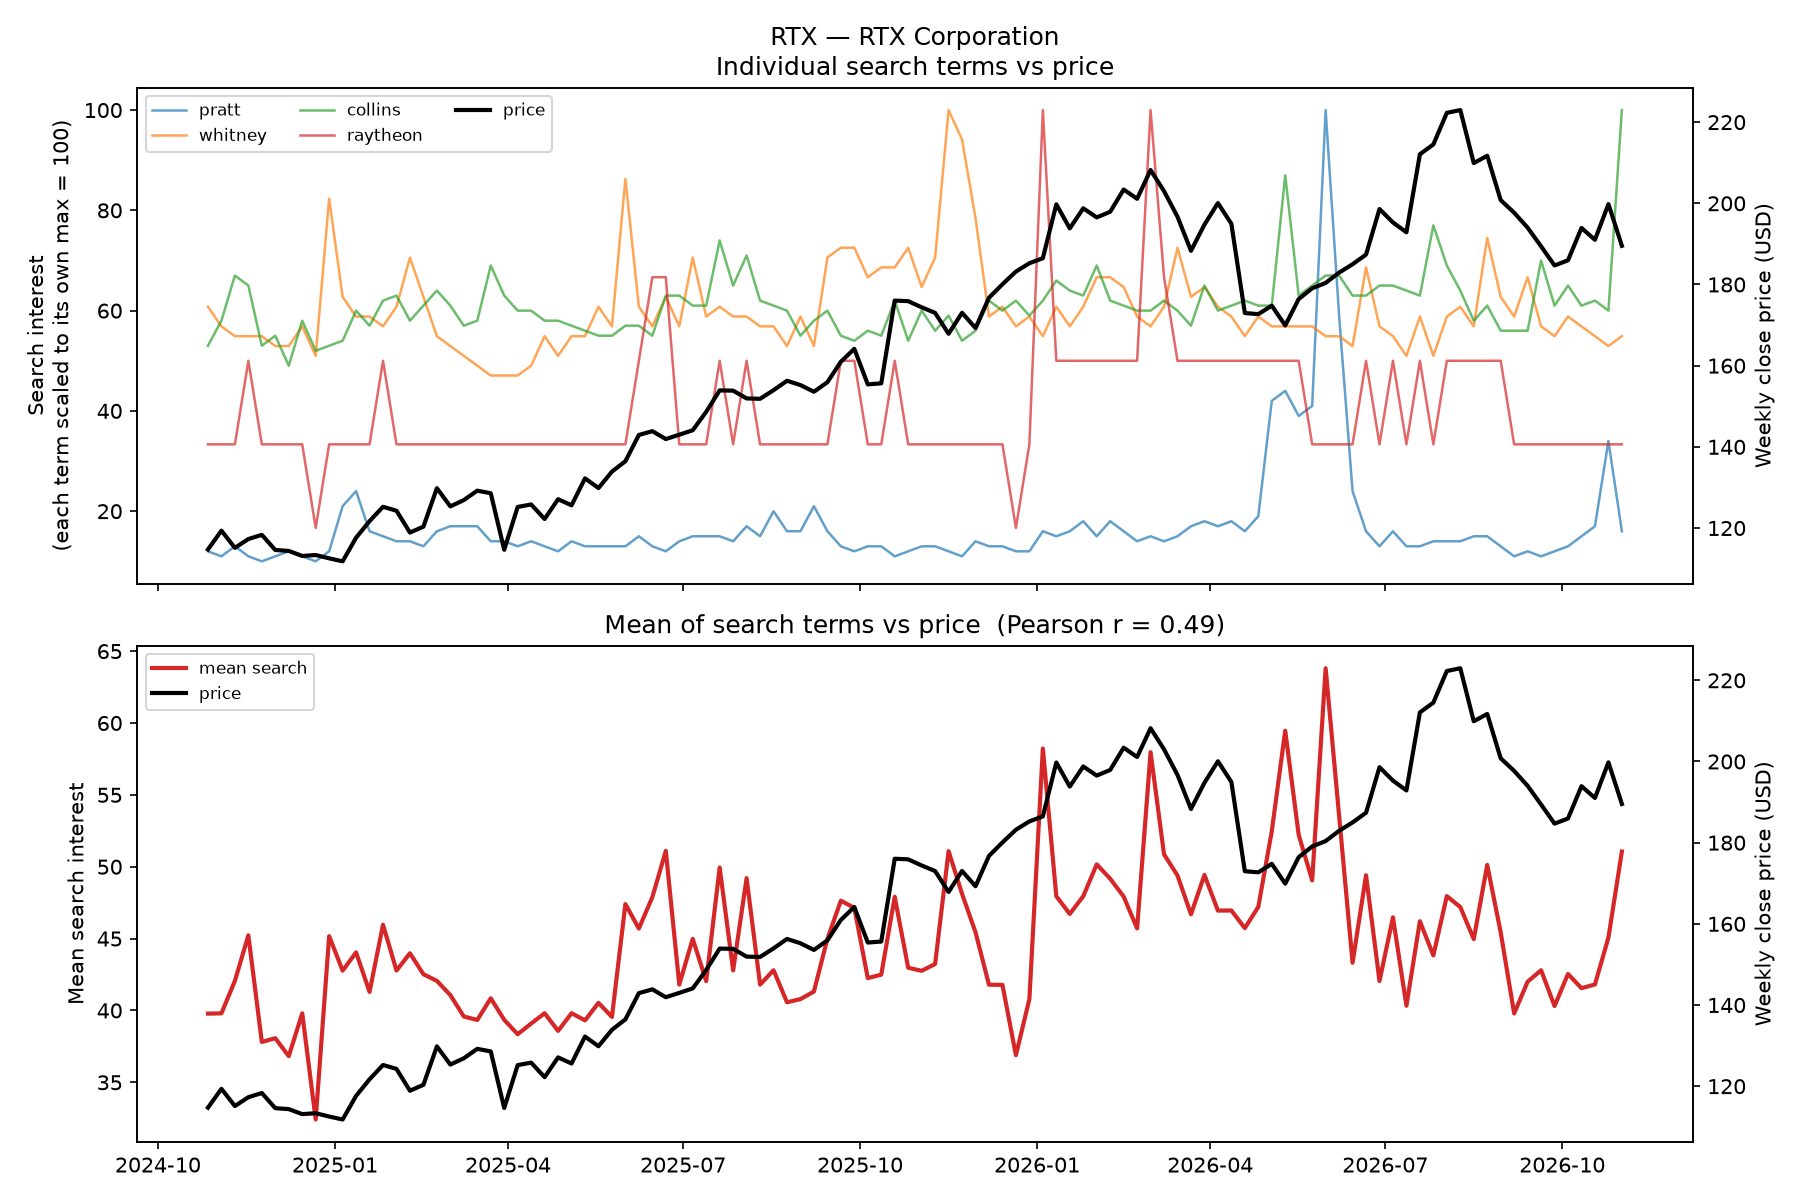 RTX — RTX Corporation
Individual search terms vs price
pratt
whitney
collins
raytheon
price
Search interest
(each term scaled to its own max = 100)
100
80
60
40
20
220
200
180
160
140
120
Weekly close price (USD)
Mean of search terms vs price (Pearson r = 0.49)
mean search
price
Mean search interest
65
60
55
50
45
40
35
220
200
180
160
140
120
Weekly close price (USD)
2024-10 2025-01 2025-04 2025-07 2025-10 2026-01 2026-04 2026-07 2026-10